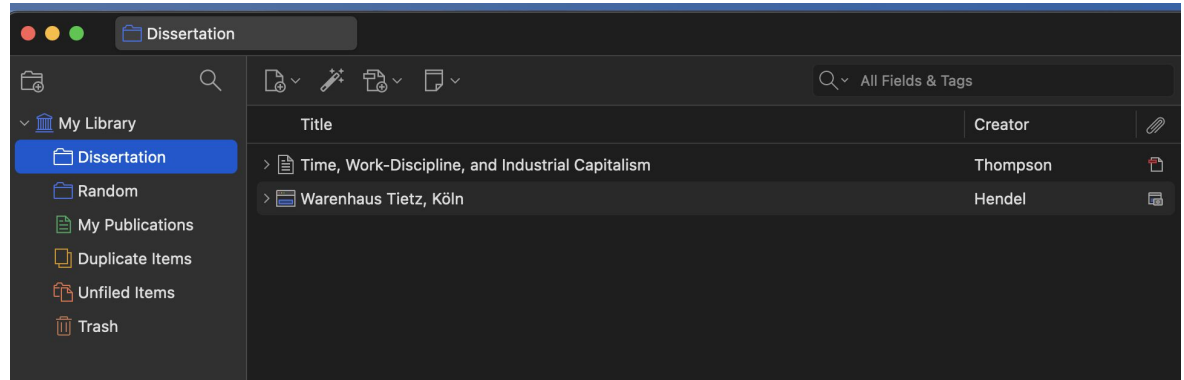 Dissertation
All Fields & Tags
My Library
Dissertation
Random
My Publications
Duplicate Items
Unfiled Items
Trash
Title Creator
Time, Work-Discipline, and Industrial Capitalism Thompson
Warenhaus Tietz, Köln Hendel